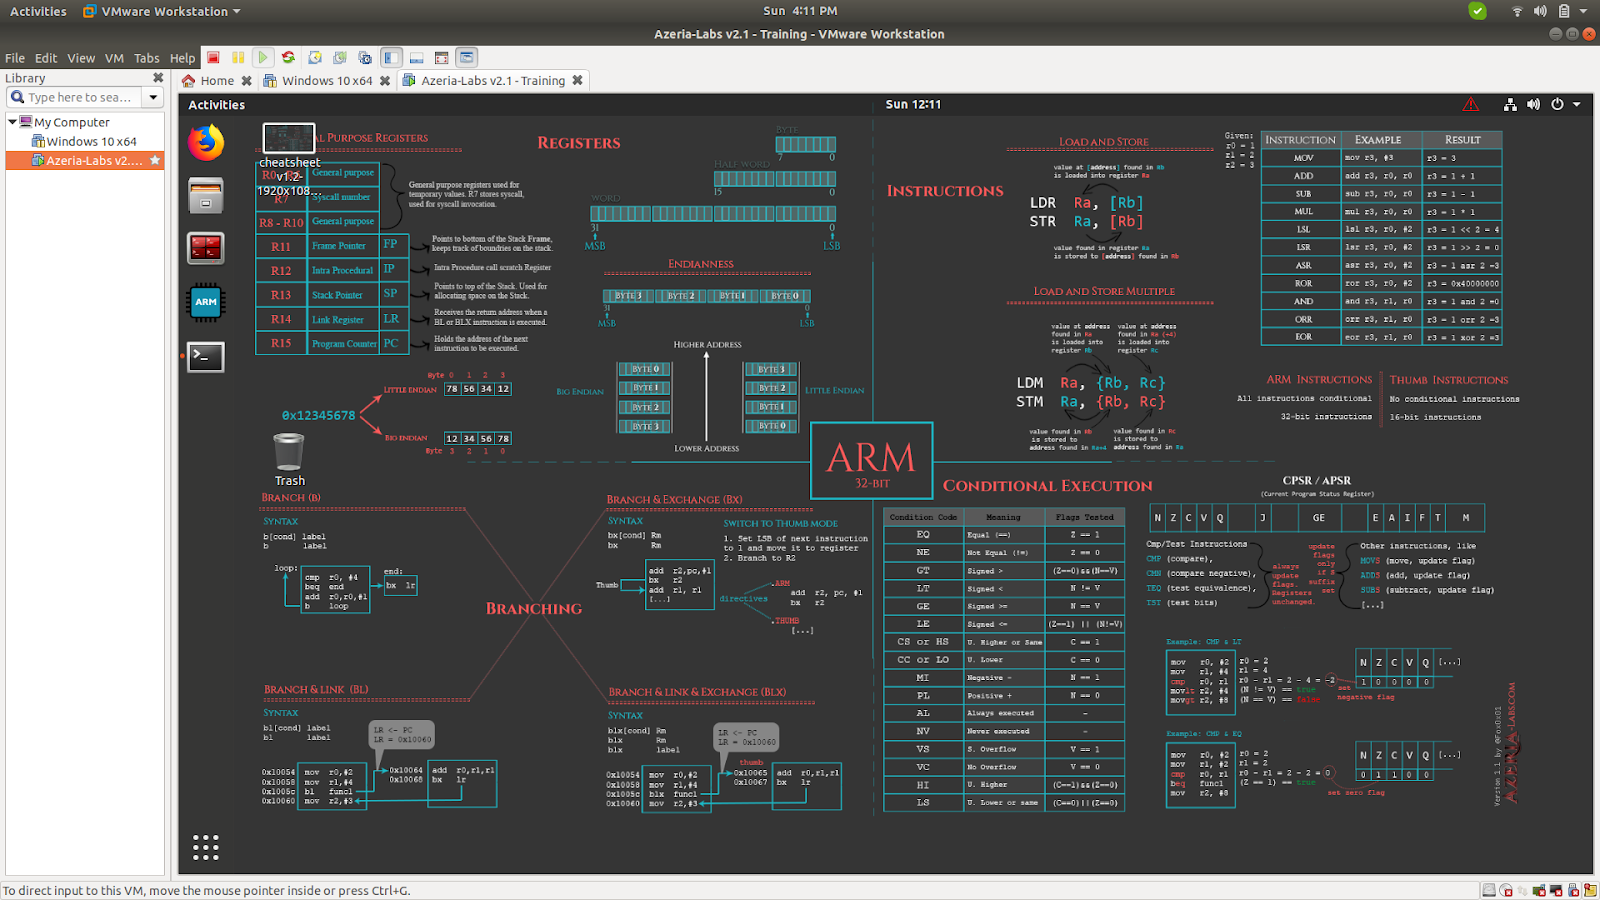 Activities
VMware Workstation
Sun 4:11 PM
Azeria-Labs v2.1 - Training - VMware Workstation
File Edit View VM Tabs Help
Library
Home
Windows 10 x64
Azeria-Labs v2.1 - Training
Type here to sea...
My Computer
Windows 10 x64
Azeria-Labs v2....
Activities
Sun 12:11
cheatsheet
v1.2-
1920x108...
Trash
AL PURPOSE REGISTERS
R7
R8 - R10
R11
R12
R13
R14
R15
General purpose
Syscall number
General purpose
Frame Pointer FP
Intra Procedural IP
Stack Pointer SP
Link Register LR
Program Counter PC
General purpose registers used for
temporary values. R7 stores syscall,
used for syscall invocation.
Points to bottom of the Stack Frame,
keeps track of boundries on the stack.
Intra Procedure call scratch Register
Points to top of the Stack. Used for
allocating space on the Stack.
Receives the return address when a
BL or BLX instruction is executed.
Holds the address of the next
instruction to be executed.
REGISTERS
BYTE
7 0
HALF WORD
15 0
WORD
31 0
MSB LSB
ENDIANNESS
BYTE 3 BYTE 2 BYTE 1 BYTE 0
31 0
MSB LSB
HIGHER ADDRESS
BIG ENDIAN
BYTE 0
BYTE 1
BYTE 2
BYTE 3
BYTE 3
BYTE 2
BYTE 1
BYTE 0
LITTLE ENDIAN
LOWER ADDRESS
0x12345678
Byte 0 1 2 3
LITTLE ENDIAN 78 56 34 12
BIG ENDIAN 12 34 56 78
Byte 3 2 1 0
INSTRUCTIONS
LOAD AND STORE
value at [address] found in Rb
is loaded into register Ra
LDR Ra, [Rb]
STR Ra, [Rb]
value found in register Ra
is stored to [address] found in Rb
LOAD AND STORE MULTIPLE
value at address
found in Ra
is loaded into
register Rb
value at address
found in Ra (+4)
is loaded into
register Rc
LDM Ra, {Rb, Rc}
STM Ra, {Rb, Rc}
value found in Rb
is stored to
address found in Ra+4
value found in Rc
is stored to
address found in Ra
Given:
r0 = 1
r1 = 2
r2 = 3
INSTRUCTION EXAMPLE RESULT
MOV mov r3, #3 r3 = 3
ADD add r3, r0, r0 r3 = 1 + 1
SUB sub r3, r0, r0 r3 = 1 - 1
MUL mul r3, r0, r0 r3 = 1 * 1
LSL lsl r3, r0, #2 r3 = 1 << 2 = 4
LSR lsr r3, r0, #2 r3 = 1 >> 2 = 0
ASR asr r3, r0, #2 r3 = 1 asr 2 =3
ROR ror r3, r0, #2 r3 = 0x40000000
AND and r3, r1, r0 r3 = 1 and 2 =0
ORR orr r3, r1, r0 r3 = 1 orr 2 =3
EOR eor r3, r1, r0 r3 = 1 xor 2 =3
ARM INSTRUCTIONS
All instructions conditional
32-bit instructions
THUMB INSTRUCTIONS
No conditional instructions
16-bit instructions
ARM
32-BIT
BRANCHING
BRANCH (B)
SYNTAX
b[cond] label
b label
loop:
cmp r0, #4
beq end
add r0,r0,#1
b loop
end:
bx lr
BRANCH & EXCHANGE (BX)
SYNTAX
bx[cond] Rm
bx Rm
SWITCH TO THUMB MODE
1. Set LSB of next instruction
to 1 and move it to register
2. Branch to R2
Thumb
add r2,pc,#1
bx r2
add r1, r1
[...]
directives
.ARM
add r2, pc, #1
bx r2
.THUMB
[...]
BRANCH & LINK (BL)
SYNTAX
bl[cond] label
bl label
LR <- PC
LR = 0x10060
0x10054 mov r0,#2
0x10058 mov r1,#4
0x1005c bl func1
0x10060 mov r2,#3
0x10064 add r0,r1,r1
0x10068 bx lr
BRANCH & LINK & EXCHANGE (BLX)
SYNTAX
blx[cond] Rm
blx Rm
blx label
LR <- PC
LR = 0x10060
thumb
0x10054 mov r0,#2
0x10058 mov r1,#4
0x1005c blx func1
0x10060 mov r2,#3
0x10065 add r0,r1,r1
0x10067 bx lr
CONDITIONAL EXECUTION
Condition Code Meaning Flags Tested
EQ Equal (==) Z == 1
NE Not Equal (!=) Z == 0
GT Signed > (Z==0)&&(N==V)
LT Signed < N != V
GE Signed >= N == V
LE Signed <= (Z==1) || (N!=V)
CS or HS U. Higher or Same C == 1
CC or LO U. Lower C == 0
MI Negative - N == 1
PL Positive + N == 0
AL Always executed -
NV Never executed -
VS S. Overflow V == 1
VC No Overflow V == 0
HI U. Higher (C==1)&&(Z==0)
LS U. Lower or same (C==0)||(Z==0)
CPSR / APSR
(Current Program Status Register)
N Z C V Q J GE E A I F T M
Cmp/Test Instructions
CMP (compare),
CMN (compare negative),
TEQ (test equivalence),
TST (test bits)
always
update
flags.
Registers
unchanged.
update
flags
only
if S
suffix
set
Other instructions, like
MOVS (move, update flag)
ADDS (add, update flag)
SUBS (subtract, update flag)
[...]
Example: CMP & LT
mov r0, #2 r0 = 2
mov r1, #4 r1 = 4
cmp r0, r1 r0 - r1 = 2 - 4 = -2
movlt r2, #4 (N != V) == true
movgt r2, #8 (N == V) == false
set
negative flag
N Z C V Q [...]
1 0 0 0 0
Example: CMP & EQ
mov r0, #2 r0 = 2
mov r1, #2 r1 = 2
cmp r0, r1 r0 - r1 = 2 - 2 = 0
beq func1 (Z == 1) == true
mov r2, #8
set zero flag
N Z C V Q [...]
0 1 1 0 0
Version 1.1 by @Fox0x01
AZERIA-LABS.COM
ARM
To direct input to this VM, move the mouse pointer inside or press Ctrl+G.